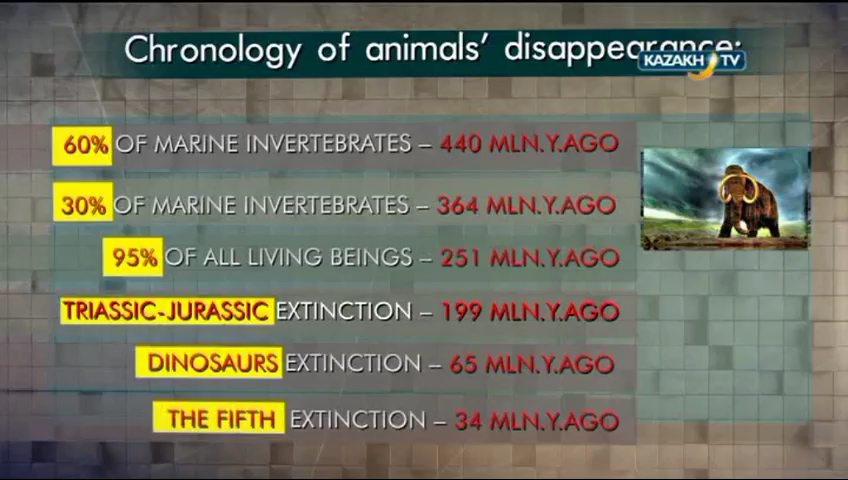 Chronology of animals' disappearance:
KAZAKH TV
60% OF MARINE INVERTEBRATES – 440 MLN.Y.AGO
30% OF MARINE INVERTEBRATES – 364 MLN.Y.AGO
95% OF ALL LIVING BEINGS – 251 MLN.Y.AGO
TRIASSIC-JURASSIC EXTINCTION – 199 MLN.Y.AGO
DINOSAURS EXTINCTION – 65 MLN.Y.AGO
THE FIFTH EXTINCTION – 34 MLN.Y.AGO